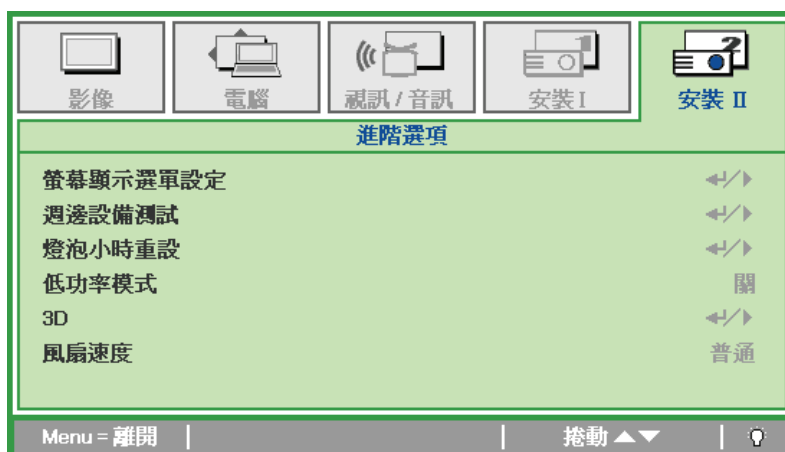 影像
電腦
視訊 / 音訊
安裝 I
安裝 II
進階選項
螢幕顯示選單設定
週邊設備測試
燈泡小時重設
低功率模式 關
3D
風扇速度 普通
Menu = 離開
捲動